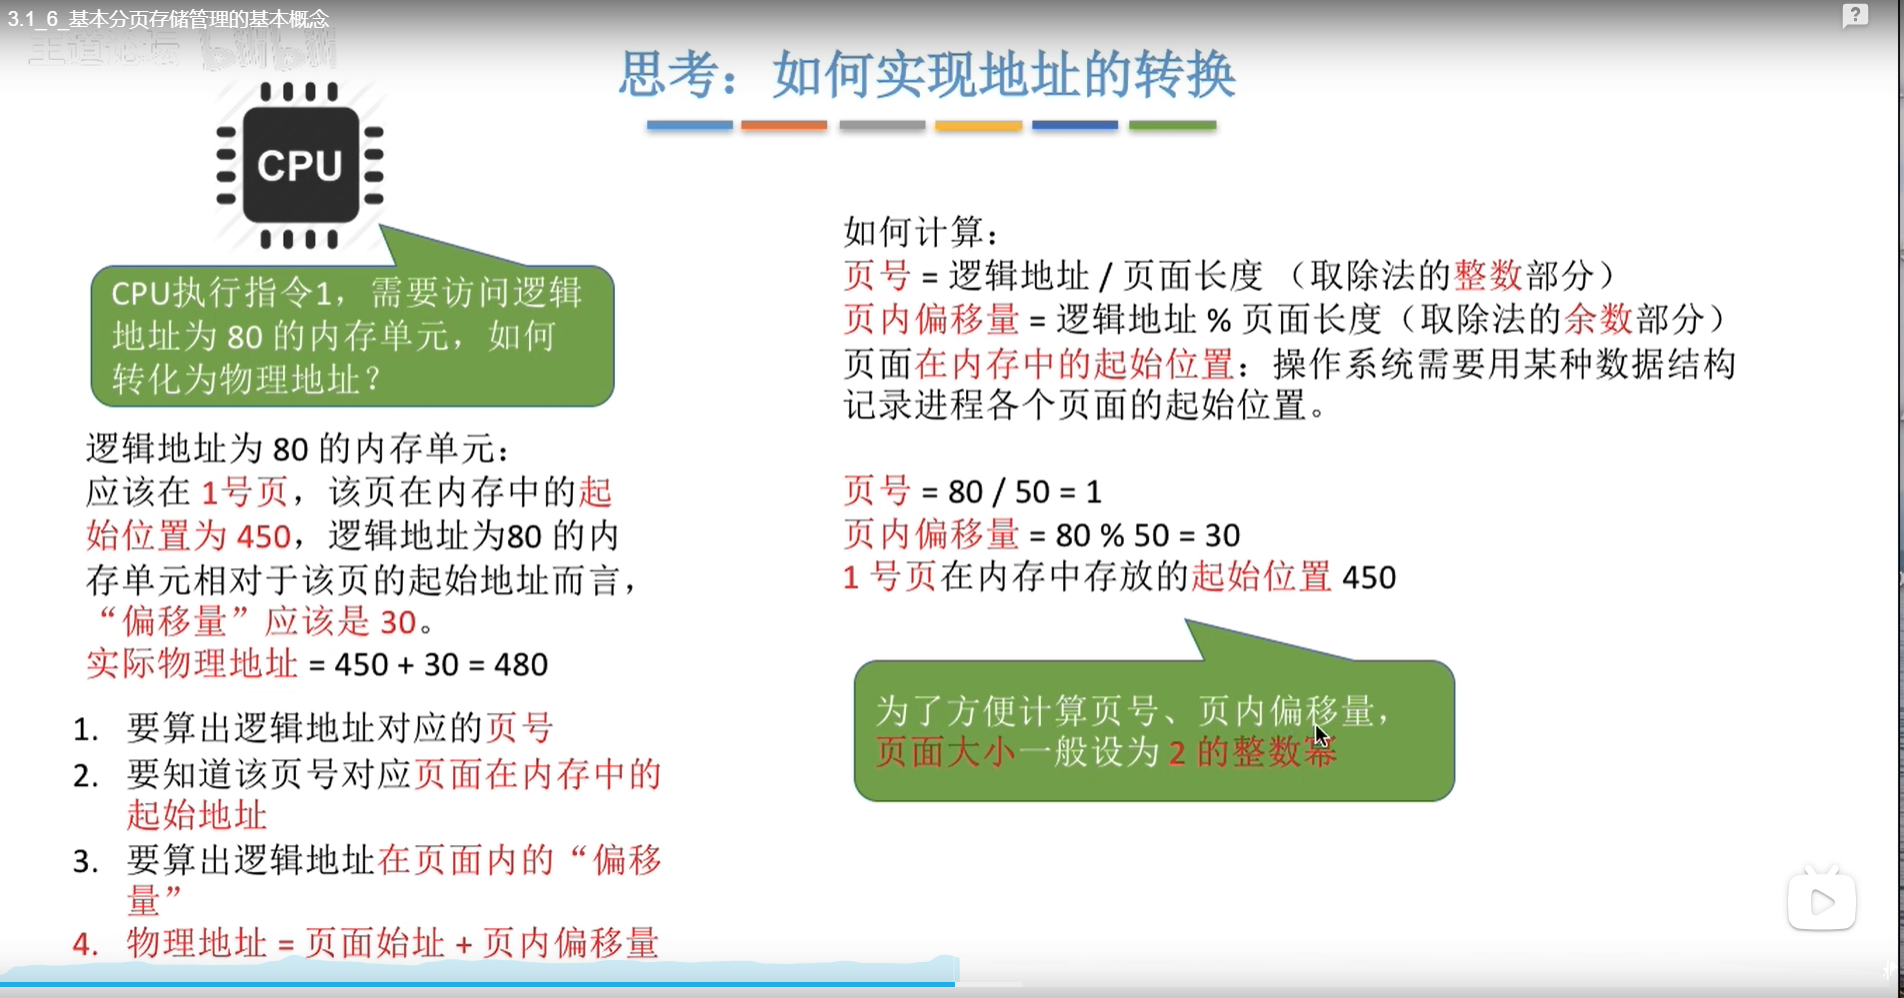 3.1_6_基本分页存储管理的基本概念
王道论坛 bilibili
思考：如何实现地址的转换
CPU
CPU执行指令1，需要访问逻辑
地址为 80 的内存单元，如何
转化为物理地址？
逻辑地址为 80 的内存单元：
应该在 1号页，该页在内存中的起
始位置为 450，逻辑地址为80 的内
存单元相对于该页的起始地址而言，
“偏移量”应该是 30。
实际物理地址 = 450 + 30 = 480
1. 要算出逻辑地址对应的页号
2. 要知道该页号对应页面在内存中的
起始地址
3. 要算出逻辑地址在页面内的“偏移
量”
4. 物理地址 = 页面始址 + 页内偏移量
如何计算：
页号 = 逻辑地址 / 页面长度 （取除法的整数部分）
页内偏移量 = 逻辑地址 % 页面长度（取除法的余数部分）
页面在内存中的起始位置：操作系统需要用某种数据结构
记录进程各个页面的起始位置。
页号 = 80 / 50 = 1
页内偏移量 = 80 % 50 = 30
1 号页在内存中存放的起始位置 450
为了方便计算页号、页内偏移量，
页面大小一般设为 2 的整数幂